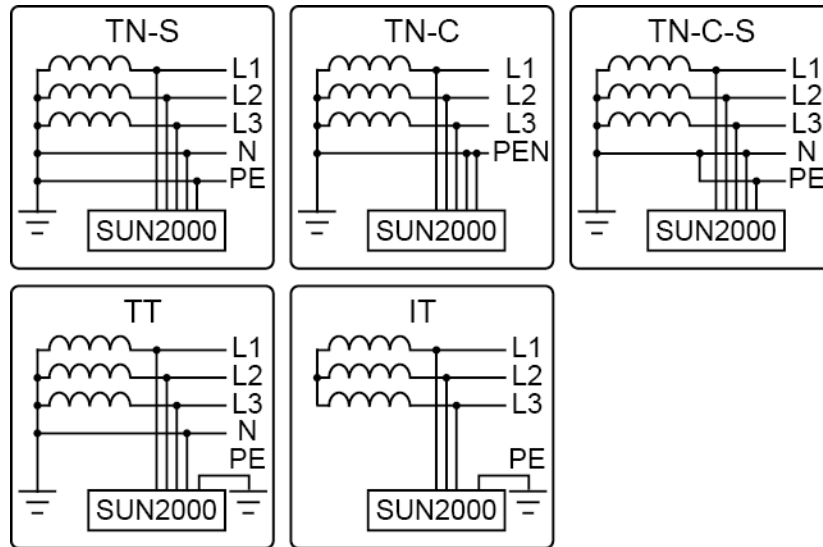 TN-S
L1
L2
L3
N
PE
SUN2000
TN-C
L1
L2
L3
PEN
SUN2000
TN-C-S
L1
L2
L3
N
PE
SUN2000
TT
L1
L2
L3
N
PE
SUN2000
IT
L1
L2
L3
PE
SUN2000